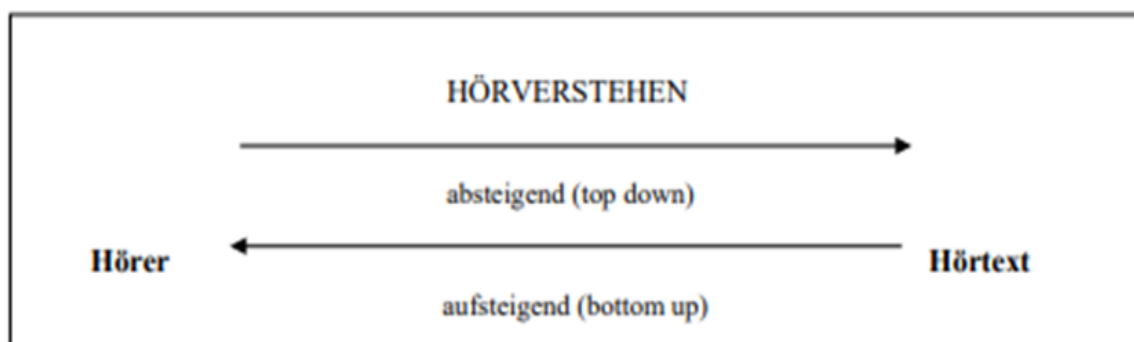 HÖRVERSTEHEN
absteigend (top down)
Hörer
Hörtext
aufsteigend (bottom up)